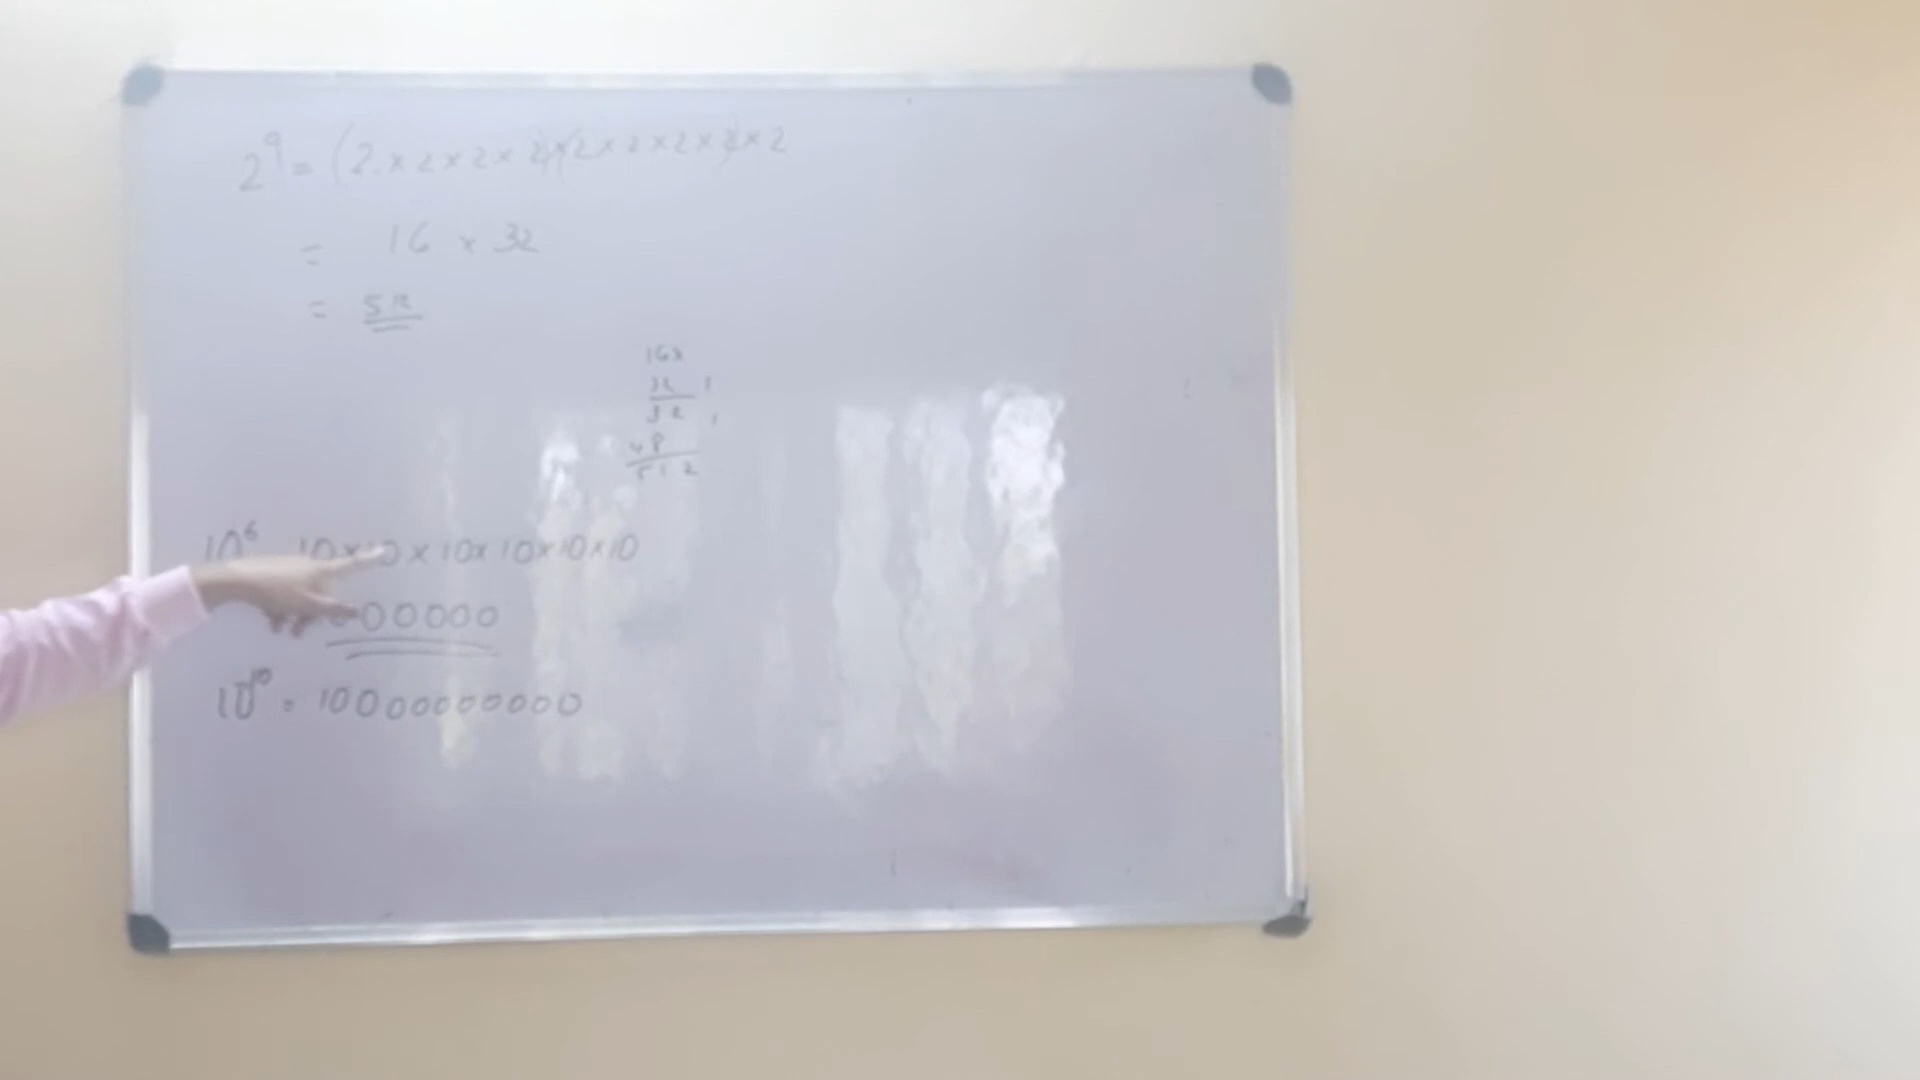 2⁹ = (2 × 2 × 2 × 2) × (2 × 2 × 2 × 2) × 2
= 16 × 32
= 512
16 ×
32
32
48
512
10⁶ 10 × 10 × 10 × 10 × 10 × 10
00000
10¹⁰ = 10000000000